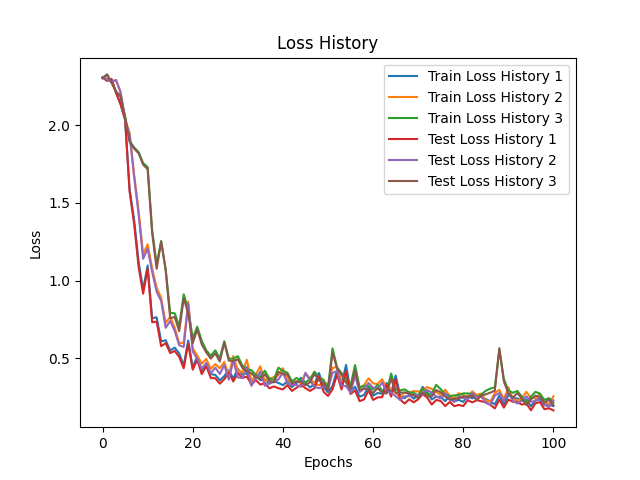 Loss History
Train Loss History 1
Train Loss History 2
Train Loss History 3
Test Loss History 1
Test Loss History 2
Test Loss History 3
Loss
2.0
1.5
1.0
0.5
0
20
40
60
80
100
Epochs